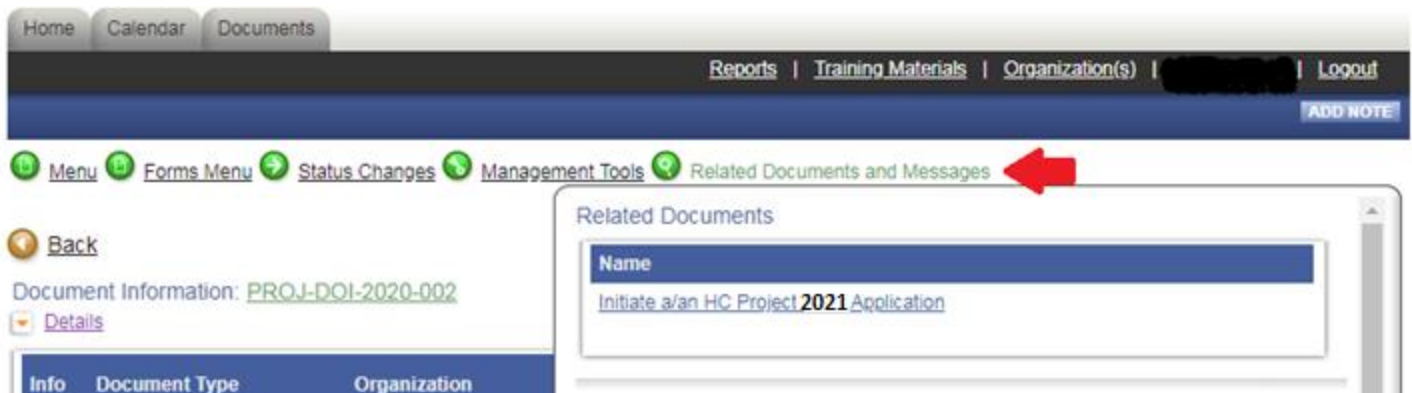 Home Calendar Documents
Reports | Training Materials | Organization(s) | | Logout
ADD NOTE
Menu Forms Menu Status Changes Management Tools Related Documents and Messages
Related Documents
Back
Name
Document Information: PROJ-DOI-2020-002
Initiate a/an HC Project 2021 Application
Details
Info Document Type Organization